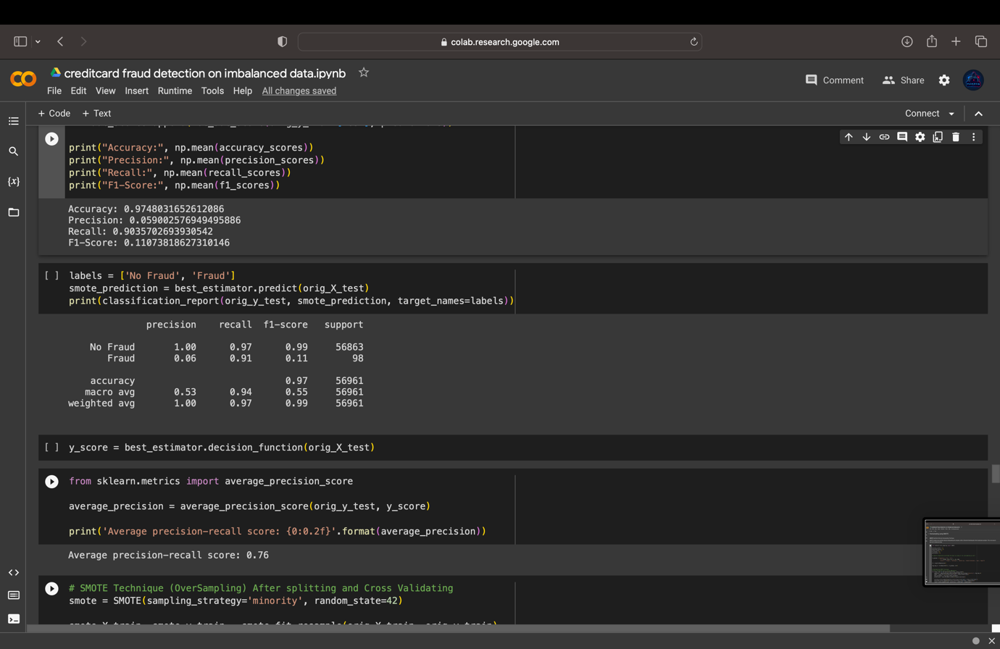 colab.research.google.com
creditcard fraud detection on imbalanced data.ipynb
Comment
Share
File Edit View Insert Runtime Tools Help All changes saved
+ Code + Text
Connect
print("Accuracy:", np.mean(accuracy_scores))
print("Precision:", np.mean(precision_scores))
print("Recall:", np.mean(recall_scores))
print("F1-Score:", np.mean(f1_scores))
Accuracy: 0.9748031652612086
Precision: 0.059002576949495886
Recall: 0.9035702693930542
F1-Score: 0.11073818627310146
[ ] labels = ['No Fraud', 'Fraud']
smote_prediction = best_estimator.predict(orig_X_test)
print(classification_report(orig_y_test, smote_prediction, target_names=labels))
precision recall f1-score support
No Fraud 1.00 0.97 0.99 56863
Fraud 0.06 0.91 0.11 98
accuracy 0.97 56961
macro avg 0.53 0.94 0.55 56961
weighted avg 1.00 0.97 0.99 56961
[ ] y_score = best_estimator.decision_function(orig_X_test)
from sklearn.metrics import average_precision_score
average_precision = average_precision_score(orig_y_test, y_score)
print('Average precision-recall score: {0:0.2f}'.format(average_precision))
Average precision-recall score: 0.76
# SMOTE Technique (OverSampling) After splitting and Cross Validating
smote = SMOTE(sampling_strategy='minority', random_state=42)